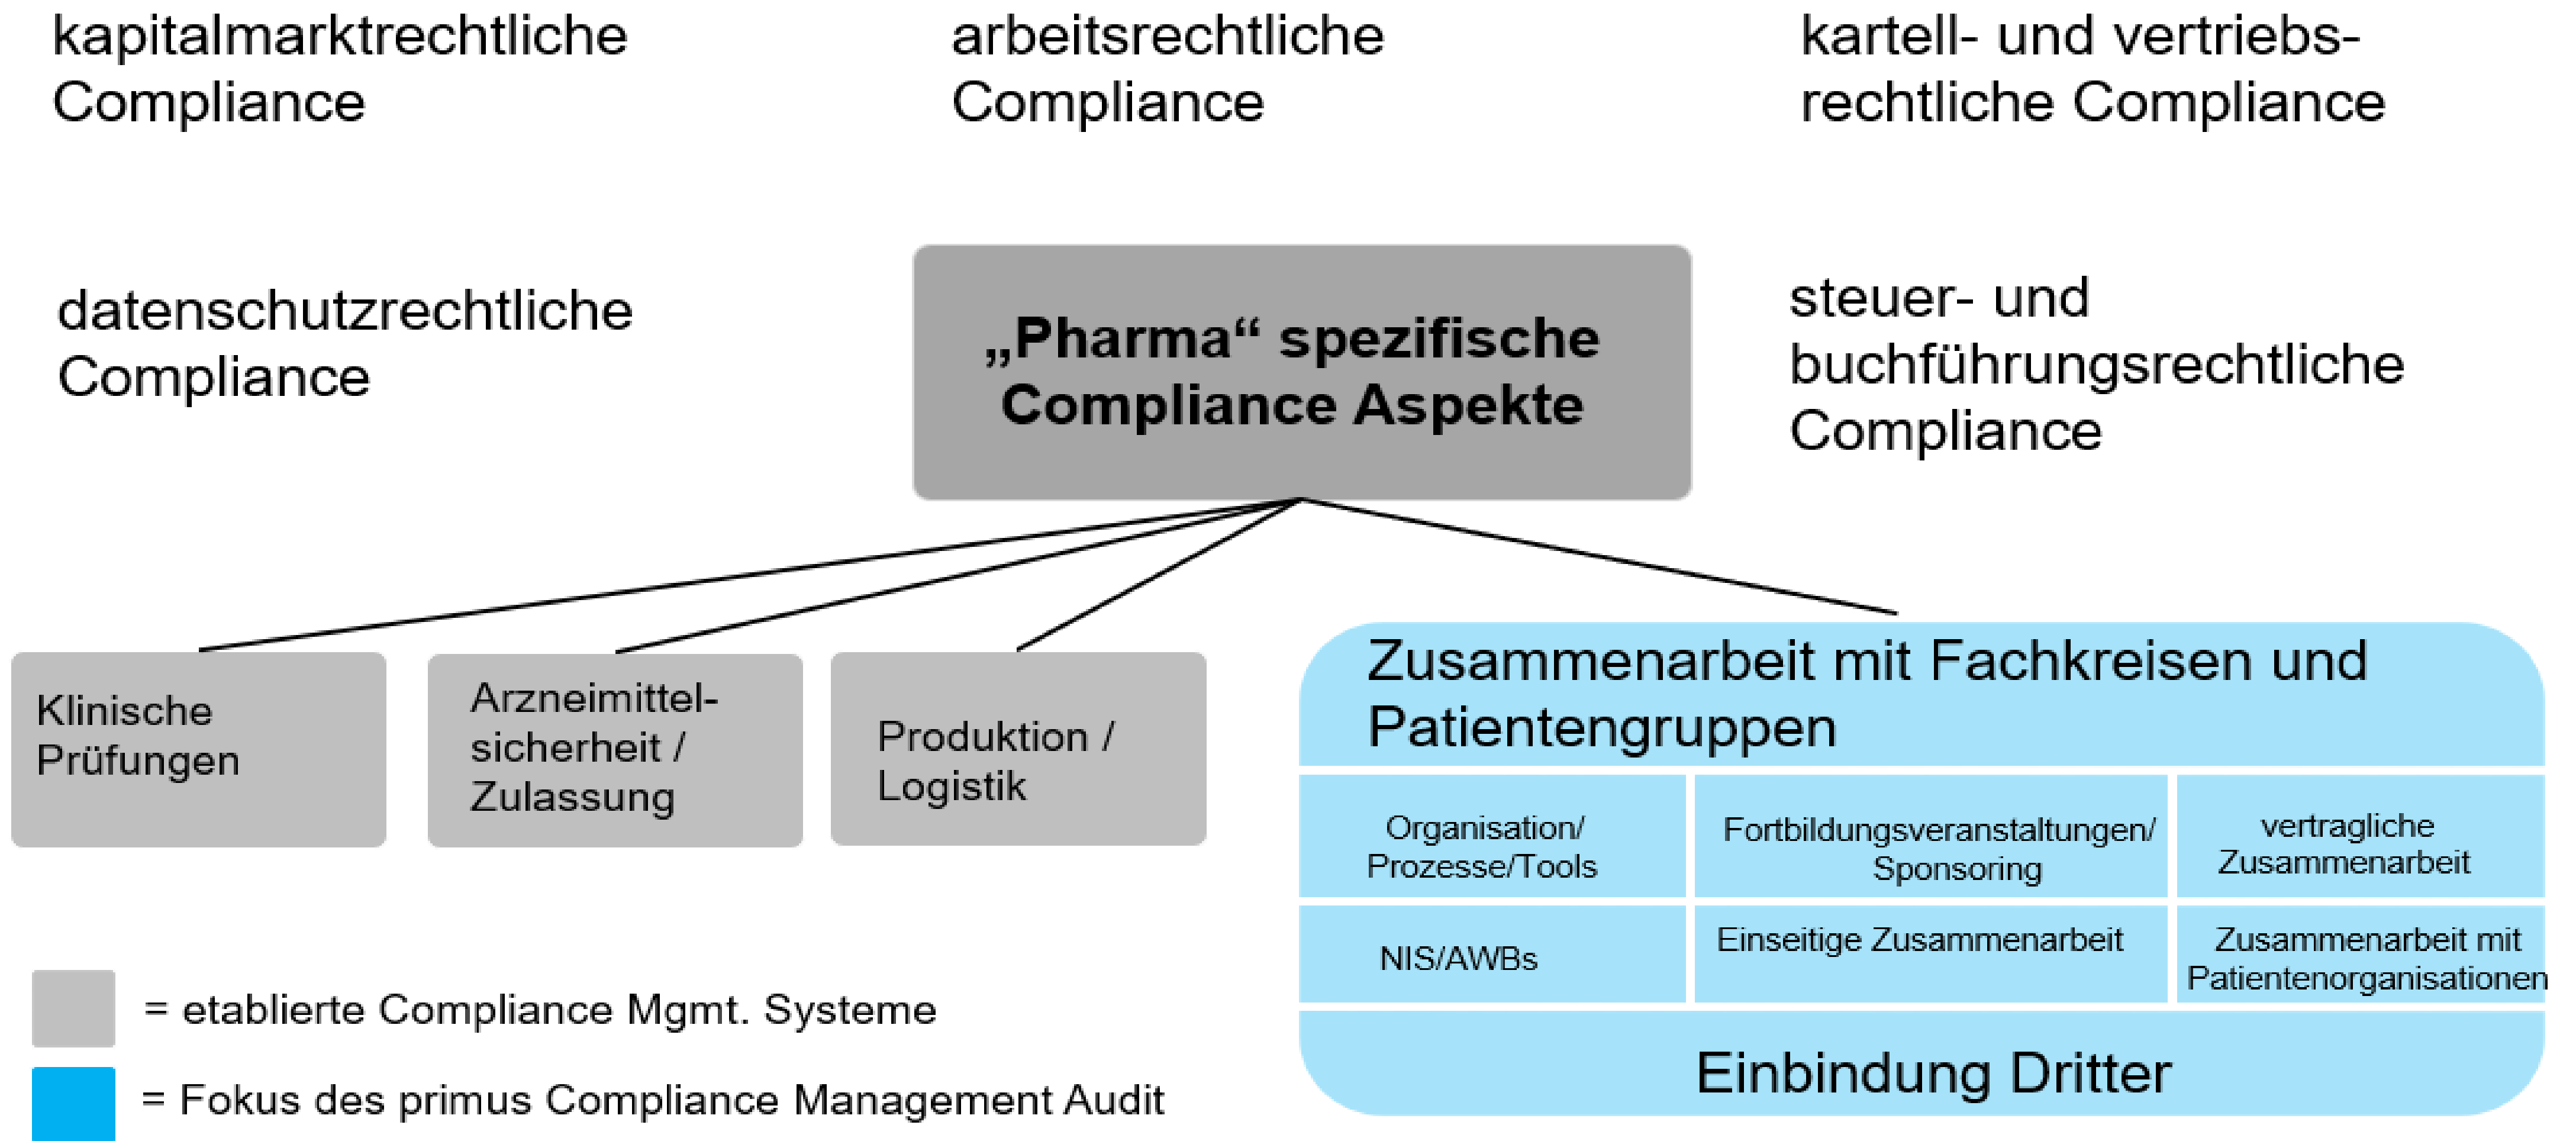 kapitalmarktrechtliche
Compliance
arbeitsrechtliche
Compliance
kartell- und vertriebs-
rechtliche Compliance
datenschutzrechtliche
Compliance
„Pharma“ spezifische
Compliance Aspekte
steuer- und
buchführungsrechtliche
Compliance
Klinische
Prüfungen
Arzneimittel-
sicherheit /
Zulassung
Produktion /
Logistik
Zusammenarbeit mit Fachkreisen und
Patientengruppen
Organisation/
Prozesse/Tools
Fortbildungsveranstaltungen/
Sponsoring
vertragliche
Zusammenarbeit
NIS/AWBs
Einseitige Zusammenarbeit
Zusammenarbeit mit
Patientenorganisationen
Einbindung Dritter
= etablierte Compliance Mgmt. Systeme
= Fokus des primus Compliance Management Audit